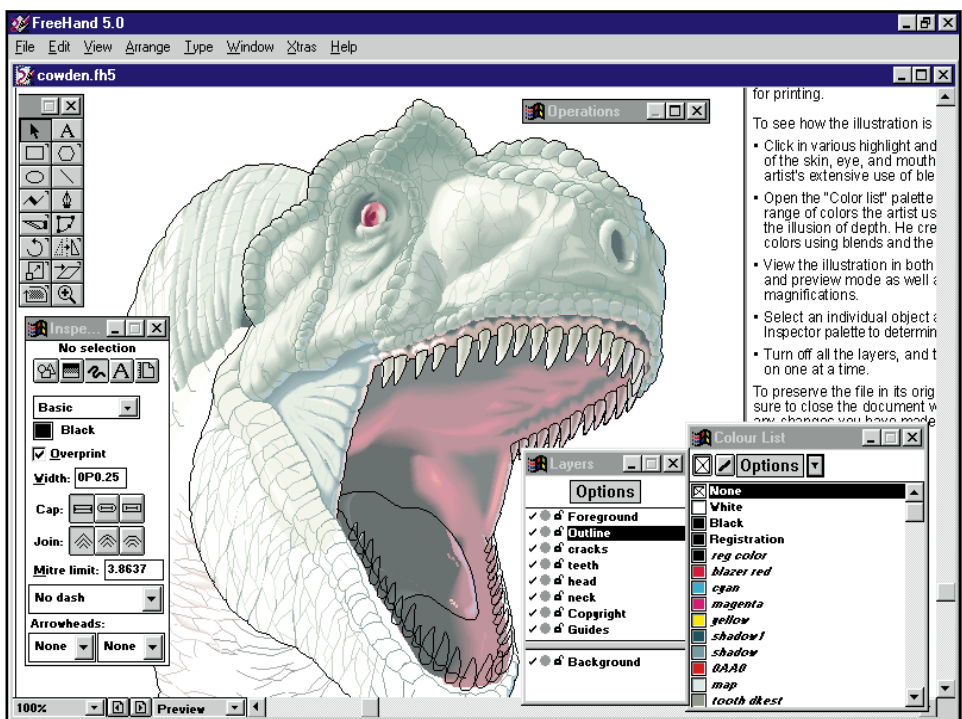 FreeHand 5.0
File Edit View Arrange Type Window Xtras Help
cowden.fh5
A
Operations
for printing.
To see how the illustration is
• Click in various highlight and
of the skin, eye, and mouth
artist's extensive use of ble
• Open the "Color list" palette
range of colors the artist us
the illusion of depth. He cre
colors using blends and the
• View the illustration in both
and preview mode as well a
magnifications.
• Select an individual object a
Inspector palette to determin
• Turn off all the layers, and t
on one at a time.
To preserve the file in its orig
sure to close the document w
any changes you have made
Inspe...
No selection
A
Basic
Black
Overprint
Width: 0P0.25
Cap:
Join:
Mitre limit: 3.8637
No dash
Arrowheads:
None None
Layers
Options
Foreground
Outline
cracks
teeth
head
neck
Copyright
Guides
Background
Colour List
Options
None
White
Black
Registration
reg color
blazer red
cyan
magenta
yellow
shadow1
shadow
0AA0
map
tooth dkest
100% Preview